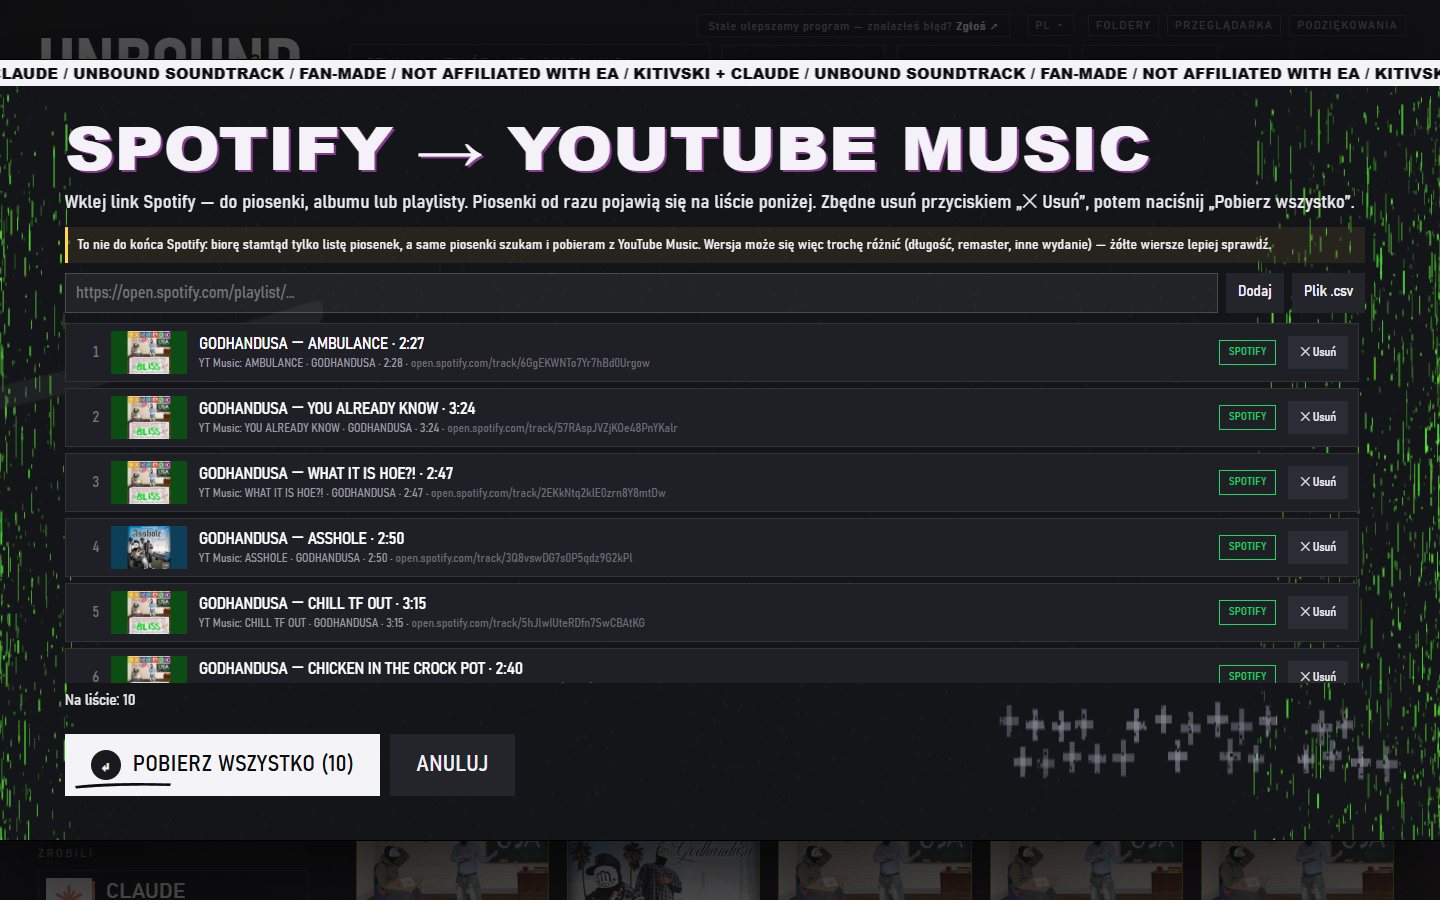 Stale ulepszamy program — znalazłeś błąd? Zgłoś ↗
PL
FOLDERY
PRZEGLĄDARKA
PODZIĘKOWANIA
UNBOUND
CLAUDE / UNBOUND SOUNDTRACK / FAN-MADE / NOT AFFILIATED WITH EA / KITIVSKI + CLAUDE / UNBOUND SOUNDTRACK / FAN-MADE / NOT AFFILIATED WITH EA / KITIVSK
SPOTIFY → YOUTUBE MUSIC
Wklej link Spotify — do piosenki, albumu lub playlisty. Piosenki od razu pojawią się na liście poniżej. Zbędne usuń przyciskiem „✕ Usuń”, potem naciśnij „Pobierz wszystko”.
To nie do końca Spotify: biorę stamtąd tylko listę piosenek, a same piosenki szukam i pobieram z YouTube Music. Wersja może się więc trochę różnić (długość, remaster, inne wydanie) — żółte wiersze lepiej sprawdź.
https://open.spotify.com/playlist/…
Dodaj
Plik .csv
1
GODHANDUSA — AMBULANCE · 2:27
YT Music: AMBULANCE · GODHANDUSA · 2:28 · open.spotify.com/track/6GgEKWNTo7Yr7hBd0Urgow
SPOTIFY
✕ Usuń
2
GODHANDUSA — YOU ALREADY KNOW · 3:24
YT Music: YOU ALREADY KNOW · GODHANDUSA · 3:24 · open.spotify.com/track/57RAspJVZjKOe48PnYKalr
SPOTIFY
✕ Usuń
3
GODHANDUSA — WHAT IT IS HOE?! · 2:47
YT Music: WHAT IT IS HOE?! · GODHANDUSA · 2:47 · open.spotify.com/track/2EKkNtq2klE0zrn8Y8mtDw
SPOTIFY
✕ Usuń
4
GODHANDUSA — ASSHOLE · 2:50
YT Music: ASSHOLE · GODHANDUSA · 2:50 · open.spotify.com/track/3Q8vswDG7s0P5qdz9G2kPl
SPOTIFY
✕ Usuń
5
GODHANDUSA — CHILL TF OUT · 3:15
YT Music: CHILL TF OUT · GODHANDUSA · 3:15 · open.spotify.com/track/5hJlwIUteRDfn7SwCBAtKG
SPOTIFY
✕ Usuń
6
GODHANDUSA — CHICKEN IN THE CROCK POT · 2:40
SPOTIFY
✕ Usuń
Na liście: 10
POBIERZ WSZYSTKO (10)
ANULUJ
ZROBILI
CLAUDE